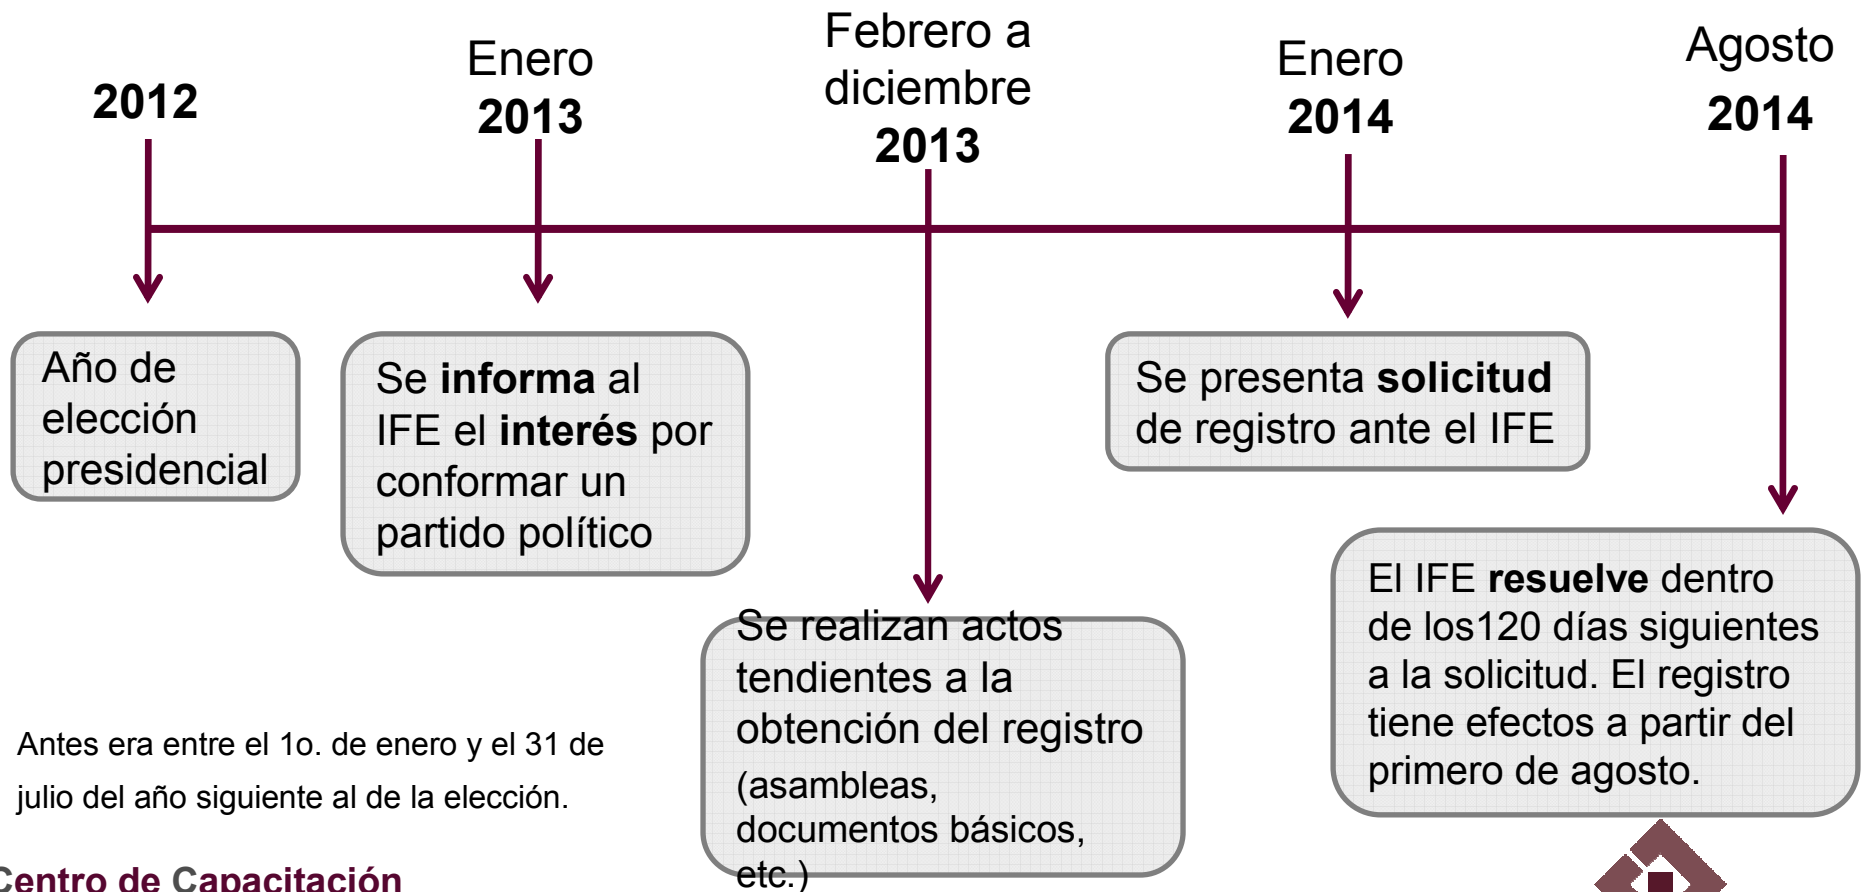 2012
Enero
2013
Febrero a
diciembre
2013
Enero
2014
Agosto
2014
Año de
elección
presidencial
Se informa al
IFE el interés por
conformar un
partido político
Se realizan actos
tendientes a la
obtención del registro
(asambleas,
documentos básicos,
etc.)
Se presenta solicitud
de registro ante el IFE
El IFE resuelve dentro
de los120 días siguientes
a la solicitud. El registro
tiene efectos a partir del
primero de agosto.
Antes era entre el 1o. de enero y el 31 de
julio del año siguiente al de la elección.
Centro de Capacitación